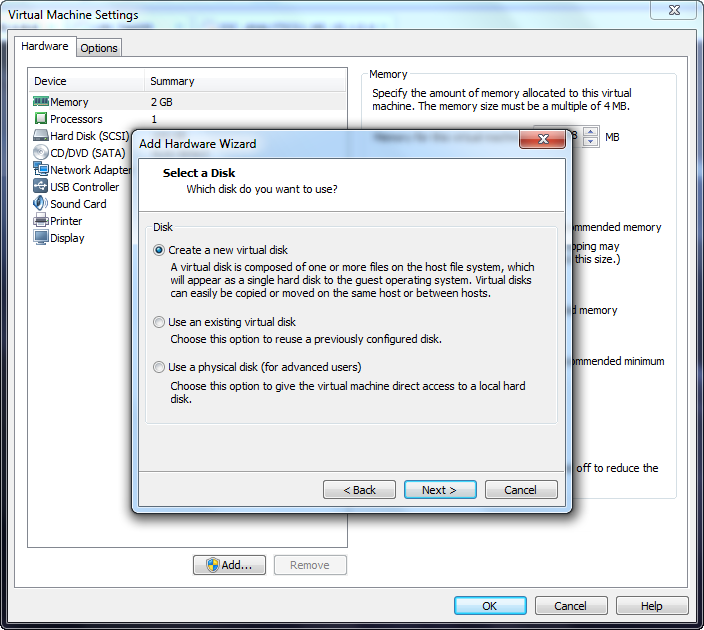 Virtual Machine Settings
Hardware
Options
Device Summary
Memory 2 GB
Processors 1
Hard Disk (SCSI)
CD/DVD (SATA)
Network Adapter
USB Controller
Sound Card
Printer
Display
Add...
Remove
Memory
Specify the amount of memory allocated to this virtual
machine. The memory size must be a multiple of 4 MB.
MB
memory
may
this size.)
memory
minimum
off to reduce the
Add Hardware Wizard
Select a Disk
Which disk do you want to use?
Disk
Create a new virtual disk
A virtual disk is composed of one or more files on the host file system, which
will appear as a single hard disk to the guest operating system. Virtual disks
can easily be copied or moved on the same host or between hosts.
Use an existing virtual disk
Choose this option to reuse a previously configured disk.
Use a physical disk (for advanced users)
Choose this option to give the virtual machine direct access to a local hard
disk.
< Back
Next >
Cancel
OK
Cancel
Help